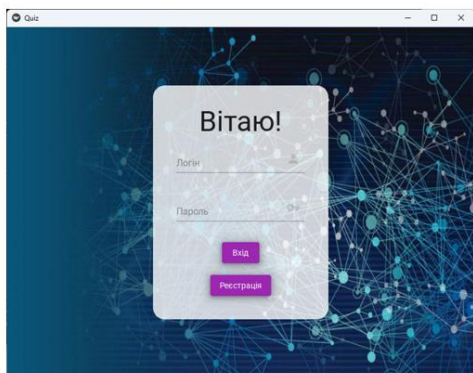 Quiz
Вітаю!
Логін
Пароль
Вхід
Реєстрація